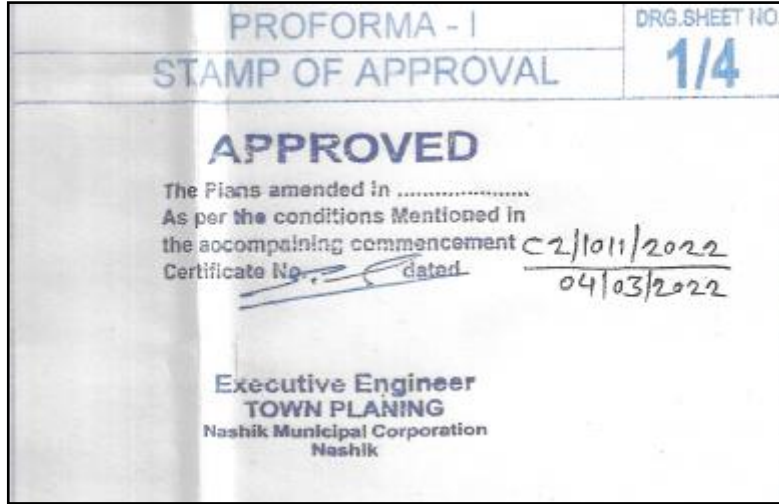 PROFORMA - I
DRG.SHEET NO.
STAMP OF APPROVAL
1/4
APPROVED
The Plans amended in ......................
As per the conditions Mentioned in
the accompaining commencement C2/1011/2022
Certificate No. dated 04/03/2022
Executive Engineer
TOWN PLANING
Nashik Municipal Corporation
Nashik